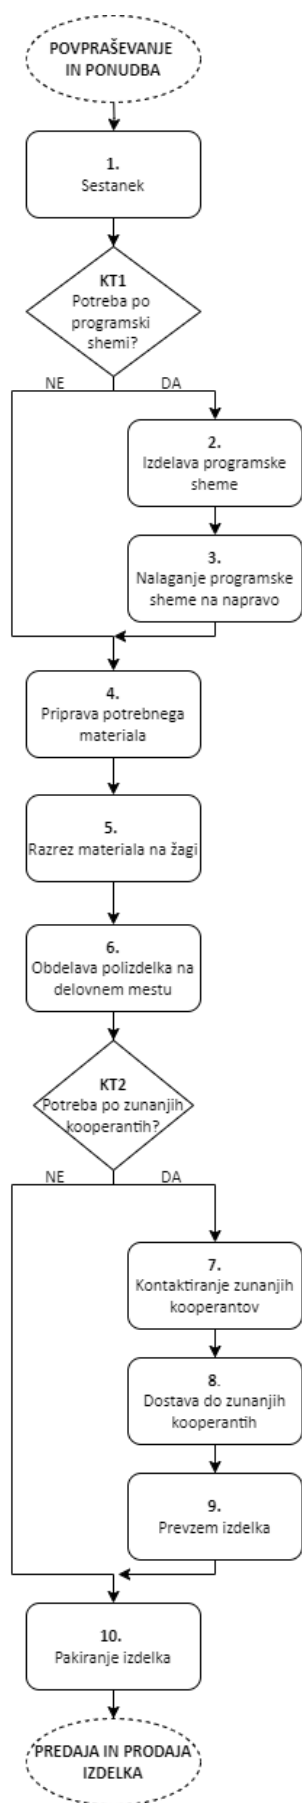 POVPRAŠEVANJE
IN PONUDBA
1.
Sestanek
KT1
Potreba po
programski
shemi?
NE
DA
2.
Izdelava programske
sheme
3.
Nalaganje programske
sheme na napravo
4.
Priprava potrebnega
materiala
5.
Razrez materiala na žagi
6.
Obdelava polizdelka na
delovnem mestu
KT2
Potreba po zunanjih
kooperantih?
NE
DA
7.
Kontaktiranje zunanjih
kooperantov
8.
Dostava do zunanjih
kooperantih
9.
Prevzem izdelka
10.
Pakiranje izdelka
PREDAJA IN PRODAJA
IZDELKA